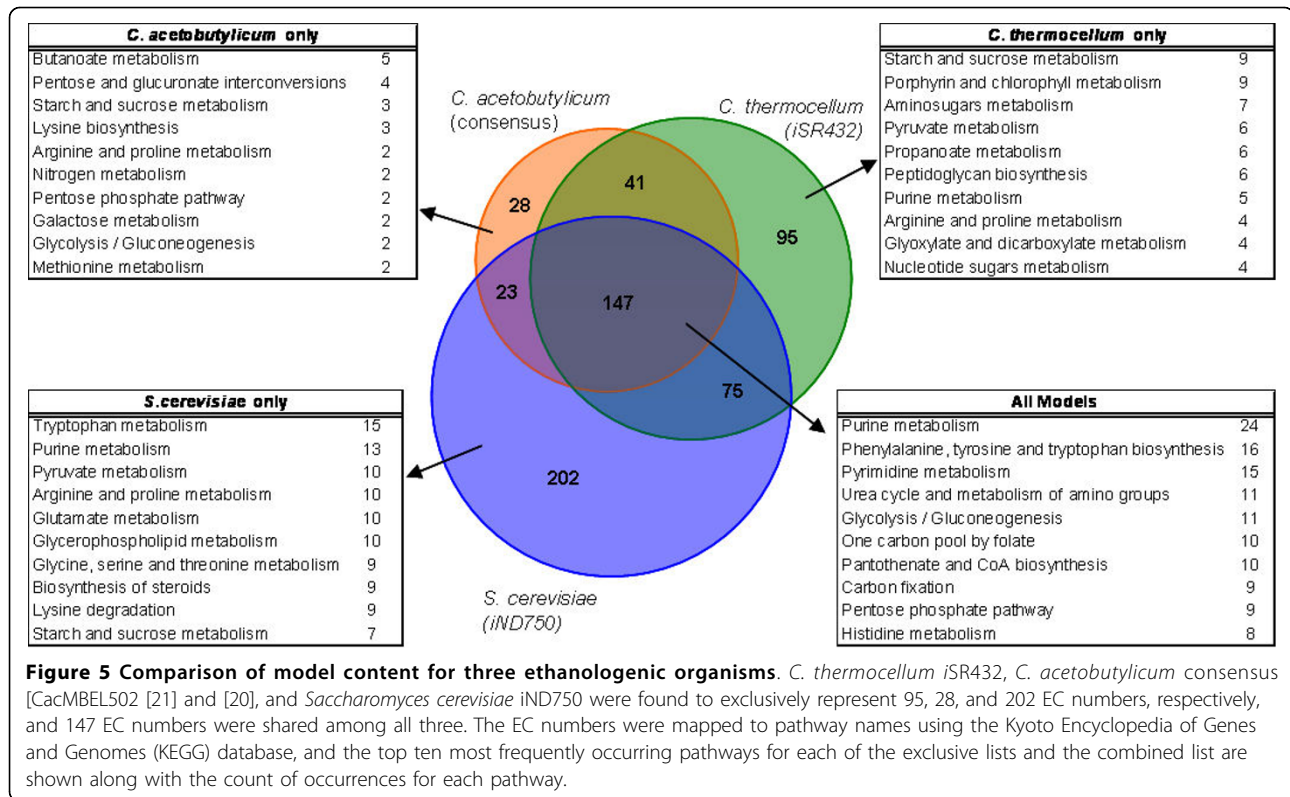 C. acetobutylicum only
Butanoate metabolism 5
Pentose and glucuronate interconversions 4
Starch and sucrose metabolism 3
Lysine biosynthesis 3
Arginine and proline metabolism 2
Nitrogen metabolism 2
Pentose phosphate pathway 2
Galactose metabolism 2
Glycolysis / Gluconeogenesis 2
Methionine metabolism 2
C. thermocellum only
Starch and sucrose metabolism 9
Porphyrin and chlorophyll metabolism 9
Aminosugars metabolism 7
Pyruvate metabolism 6
Propanoate metabolism 6
Peptidoglycan biosynthesis 6
Purine metabolism 5
Arginine and proline metabolism 4
Glyoxylate and dicarboxylate metabolism 4
Nucleotide sugars metabolism 4
C. acetobutylicum
(consensus)
C. thermocellum
(iSR432)
28
41
95
23
147
75
202
S. cerevisiae
(iND750)
S.cerevisiae only
Tryptophan metabolism 15
Purine metabolism 13
Pyruvate metabolism 10
Arginine and proline metabolism 10
Glutamate metabolism 10
Glycerophospholipid metabolism 10
Glycine, serine and threonine metabolism 9
Biosynthesis of steroids 9
Lysine degradation 9
Starch and sucrose metabolism 7
All Models
Purine metabolism 24
Phenylalanine, tyrosine and tryptophan biosynthesis 16
Pyrimidine metabolism 15
Urea cycle and metabolism of amino groups 11
Glycolysis / Gluconeogenesis 11
One carbon pool by folate 10
Pantothenate and CoA biosynthesis 10
Carbon fixation 9
Pentose phosphate pathway 9
Histidine metabolism 8
Figure 5 Comparison of model content for three ethanologenic organisms. C. thermocellum iSR432, C. acetobutylicum consensus
[CacMBEL502 [21] and [20], and Saccharomyces cerevisiae iND750 were found to exclusively represent 95, 28, and 202 EC numbers, respectively,
and 147 EC numbers were shared among all three. The EC numbers were mapped to pathway names using the Kyoto Encyclopedia of Genes
and Genomes (KEGG) database, and the top ten most frequently occurring pathways for each of the exclusive lists and the combined list are
shown along with the count of occurrences for each pathway.